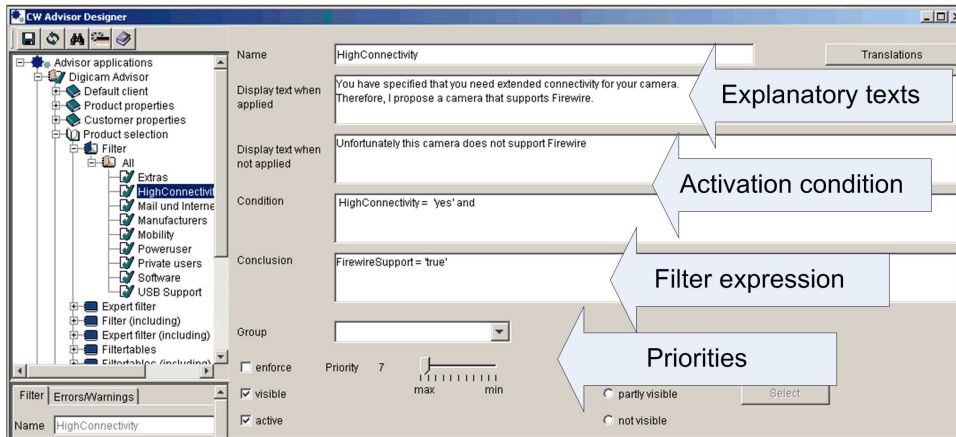 CW Advisor Designer
Advisor applications
Digicam Advisor
Default client
Product properties
Customer properties
Product selection
Filter
All
Extras
HighConnectivit
Mail und Interne
Manufacturers
Mobility
Poweruser
Private users
Software
USB Support
Expert filter
Filter (including)
Expert filter (including)
Filtertables
Filtertables (including)
Filter
Errors/Warnings
Name
HighConnectivity
Name
HighConnectivity
Translations
Display text when
applied
You have specified that you need extended connectivity for your camera.
Therefore, I propose a camera that supports Firewire.
Explanatory texts
Display text when
not applied
Unfortunately this camera does not support Firewire
Activation condition
Condition
HighConnectivity = 'yes' and
Conclusion
FirewireSupport = 'true'
Filter expression
Group
Priorities
enforce
Priority 7
max min
visible
partly visible
Select
active
not visible